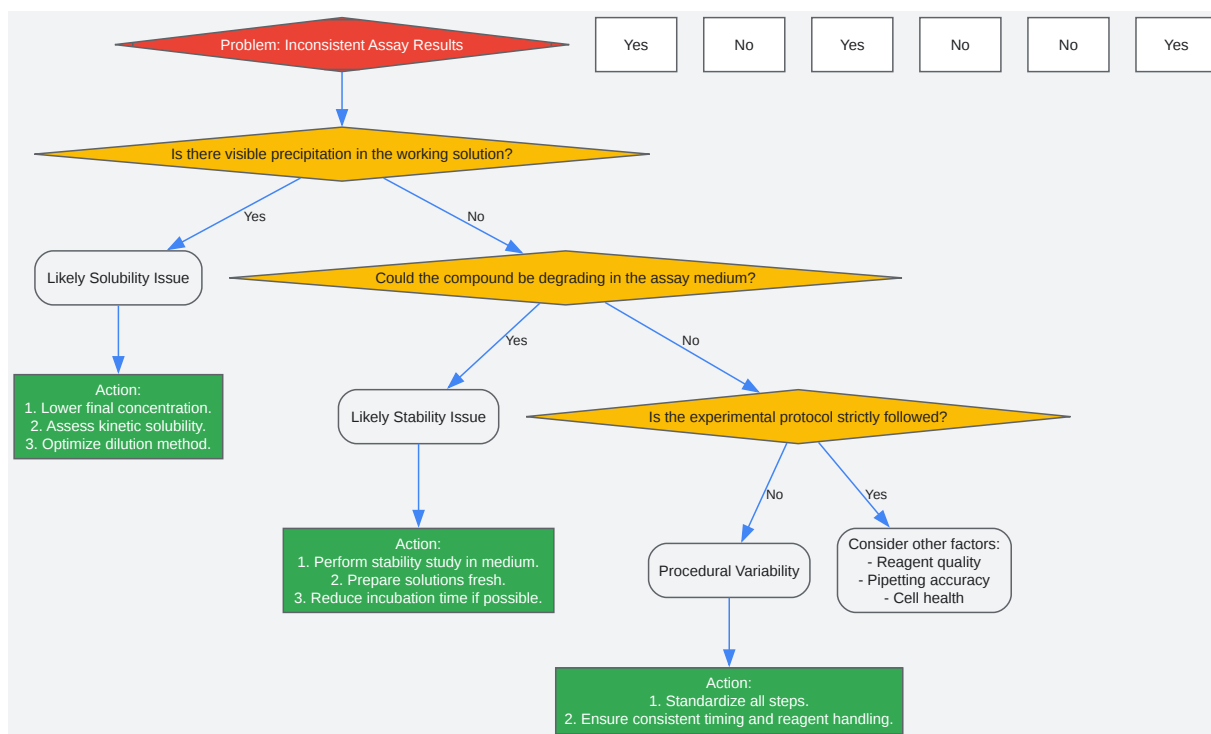 Problem: Inconsistent Assay Results
Yes
No
Yes
No
No
Yes
Is there visible precipitation in the working solution?
Yes
No
Likely Solubility Issue
Could the compound be degrading in the assay medium?
Yes
No
Action:
1. Lower final concentration.
2. Assess kinetic solubility.
3. Optimize dilution method.
Likely Stability Issue
Is the experimental protocol strictly followed?
No
Yes
Action:
1. Perform stability study in medium.
2. Prepare solutions fresh.
3. Reduce incubation time if possible.
Procedural Variability
Consider other factors:
- Reagent quality
- Pipetting accuracy
- Cell health
Action:
1. Standardize all steps.
2. Ensure consistent timing and reagent handling.